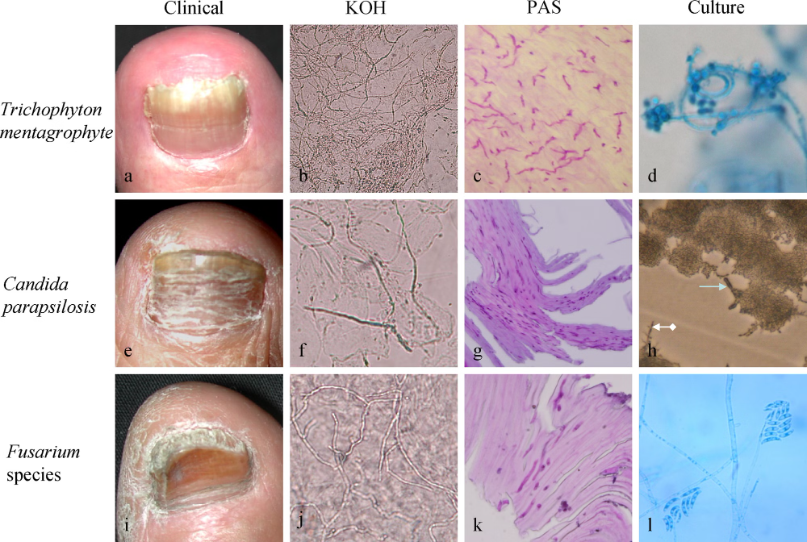 Clinical KOH PAS Culture
Trichophyton
mentagrophyte
a b c d
Candida
parapsilosis
e f g h
Fusarium
species
i j k l